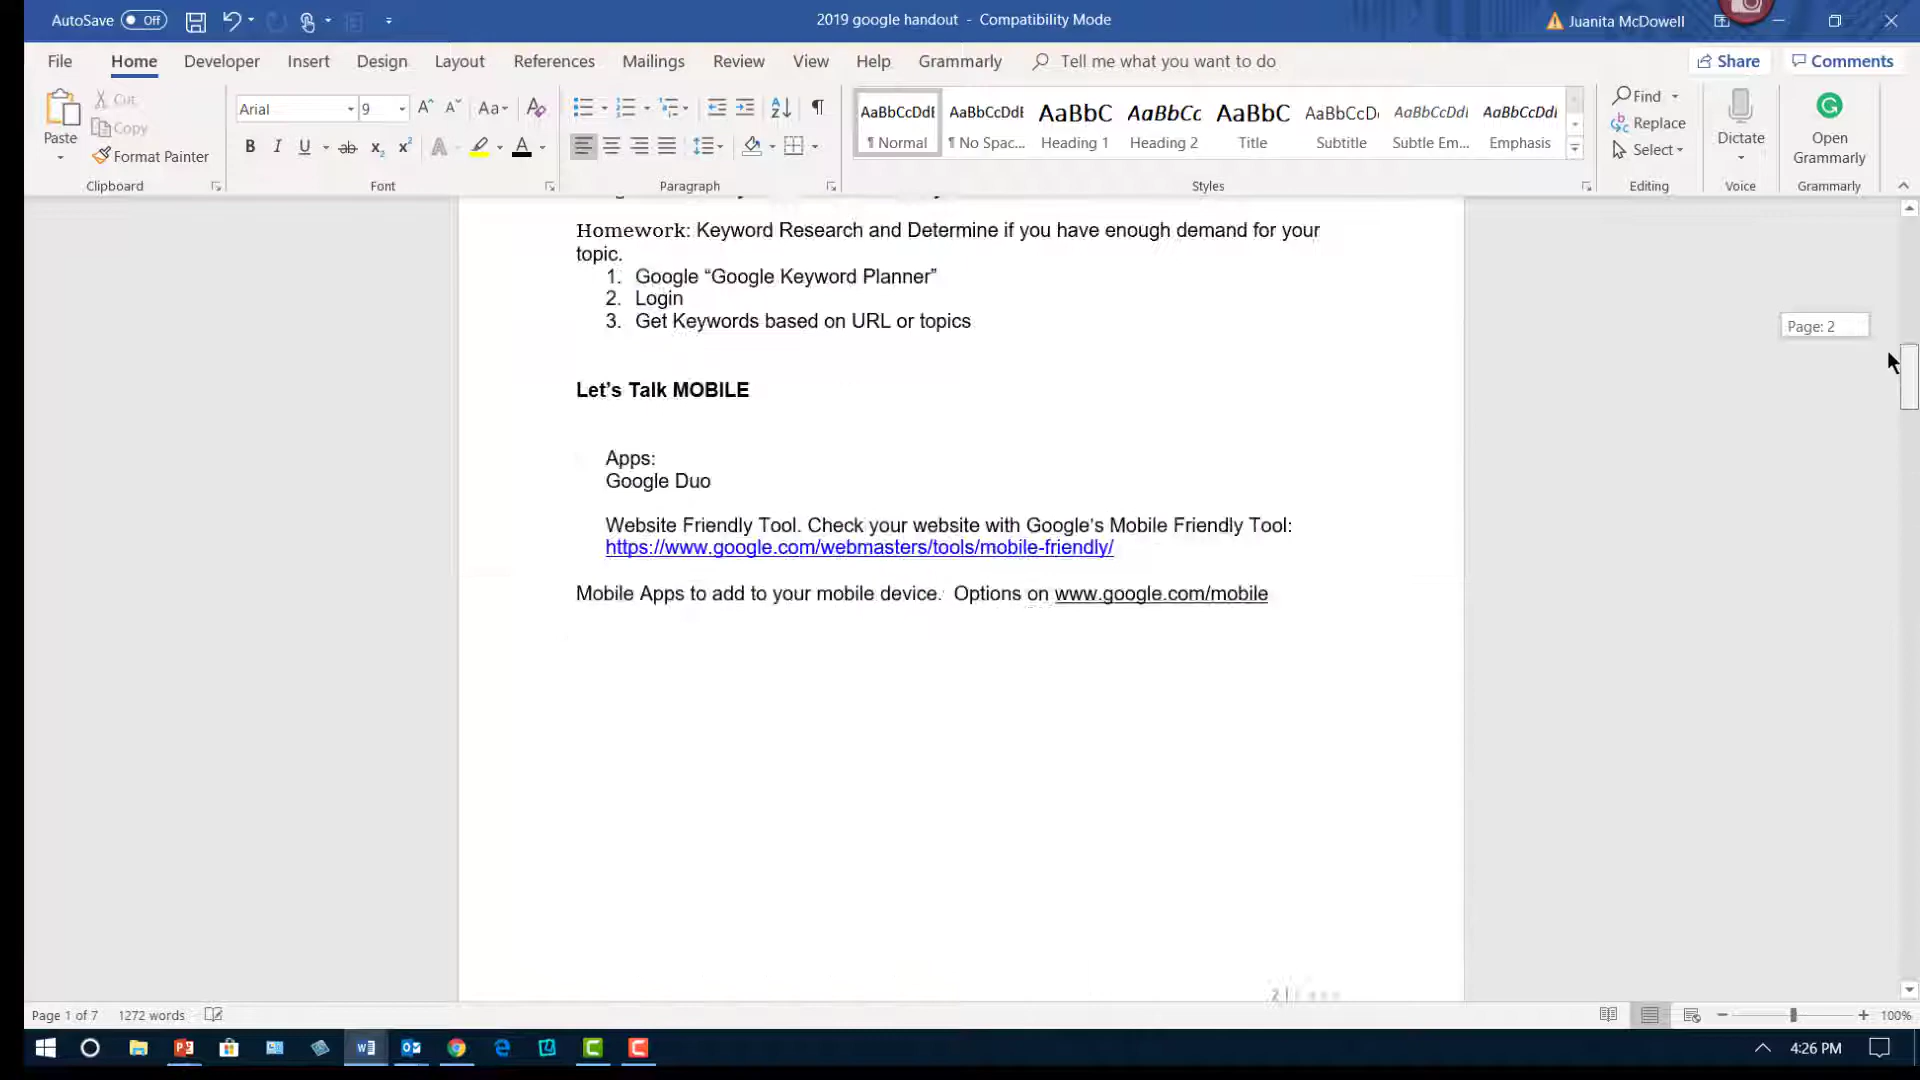 AutoSave Off 2019 google handout - Compatibility Mode Juanita McDowell
File Home Developer Insert Design Layout References Mailings Review View Help Grammarly Tell me what you want to do Share Comments
Paste Cut Copy Format Painter
Clipboard
Arial 9
Font
Paragraph
AaBbCcDdE AaBbCcDdE AaBbC AaBbCc AaBbC AaBbCcD AaBbCcDdE AaBbCcDdE
¶ Normal ¶ No Spac... Heading 1 Heading 2 Title Subtitle Subtle Em... Emphasis
Styles
Find
Replace
Select
Editing
Dictate
Voice
Open Grammarly
Grammarly
Homework: Keyword Research and Determine if you have enough demand for your
topic.
1. Google “Google Keyword Planner”
2. Login
3. Get Keywords based on URL or topics
Page: 2
Let’s Talk MOBILE
Apps:
Google Duo
Website Friendly Tool. Check your website with Google’s Mobile Friendly Tool:
https://www.google.com/webmasters/tools/mobile-friendly/
Mobile Apps to add to your mobile device. Options on www.google.com/mobile
2 |
Page 1 of 7 1272 words 100%
4:26 PM